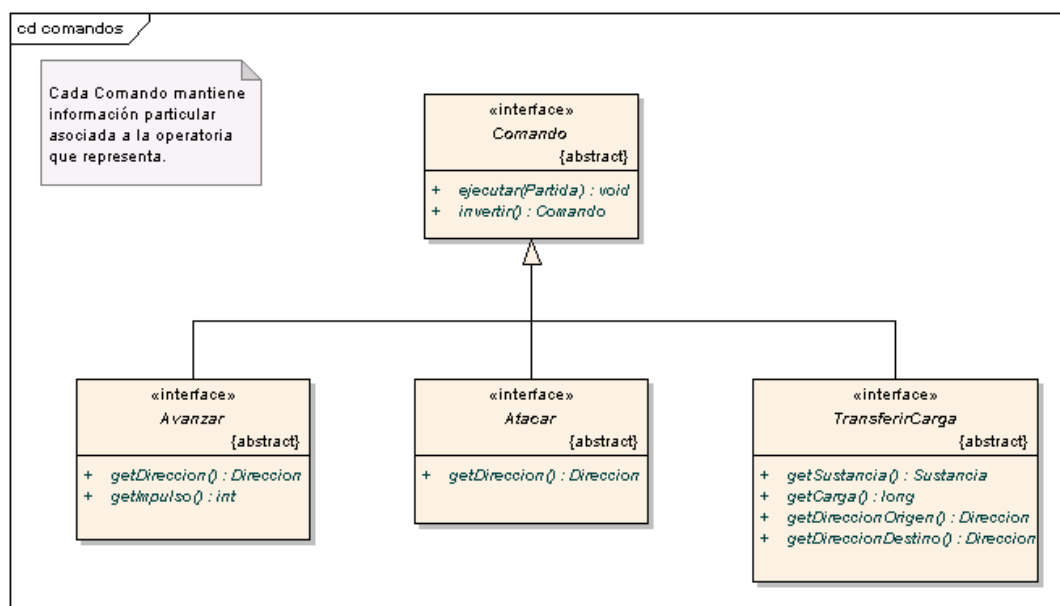 cd comandos
Cada Comando mantiene
información particular
asociada a la operatoria
que representa.
«interface»
Comando
{abstract}
+ ejecutar(Partida) : void
+ invertir() : Comando
«interface»
Avanzar
{abstract}
+ getDireccion() : Direccion
+ getImpulso() : int
«interface»
Atacar
{abstract}
+ getDireccion() : Direccion
«interface»
TransferirCarga
{abstract}
+ getSustancia() : Sustancia
+ getCarga() : long
+ getDireccionOrigen() : Direccion
+ getDireccionDestino() : Direccion